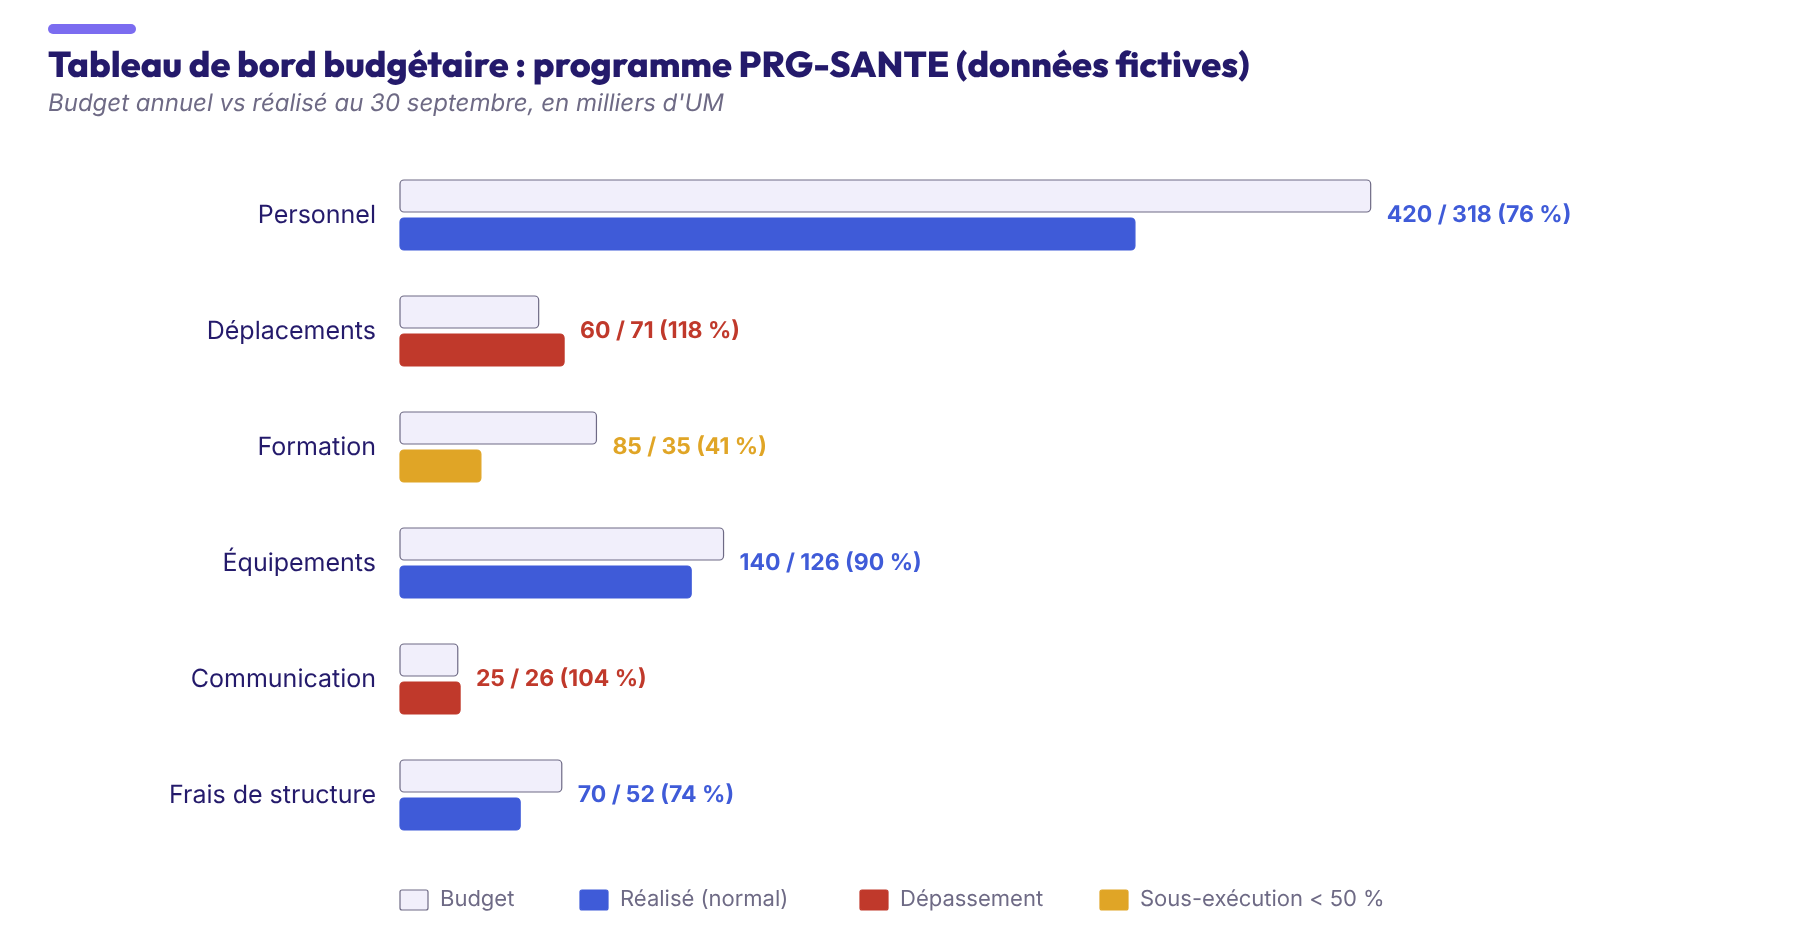 Tableau de bord budgétaire : programme PRG-SANTE (données fictives)
Budget annuel vs réalisé au 30 septembre, en milliers d'UM
Personnel
420 / 318 (76 %)
Déplacements
60 / 71 (118 %)
Formation
85 / 35 (41 %)
Équipements
140 / 126 (90 %)
Communication
25 / 26 (104 %)
Frais de structure
70 / 52 (74 %)
Budget
Réalisé (normal)
Dépassement
Sous-exécution < 50 %